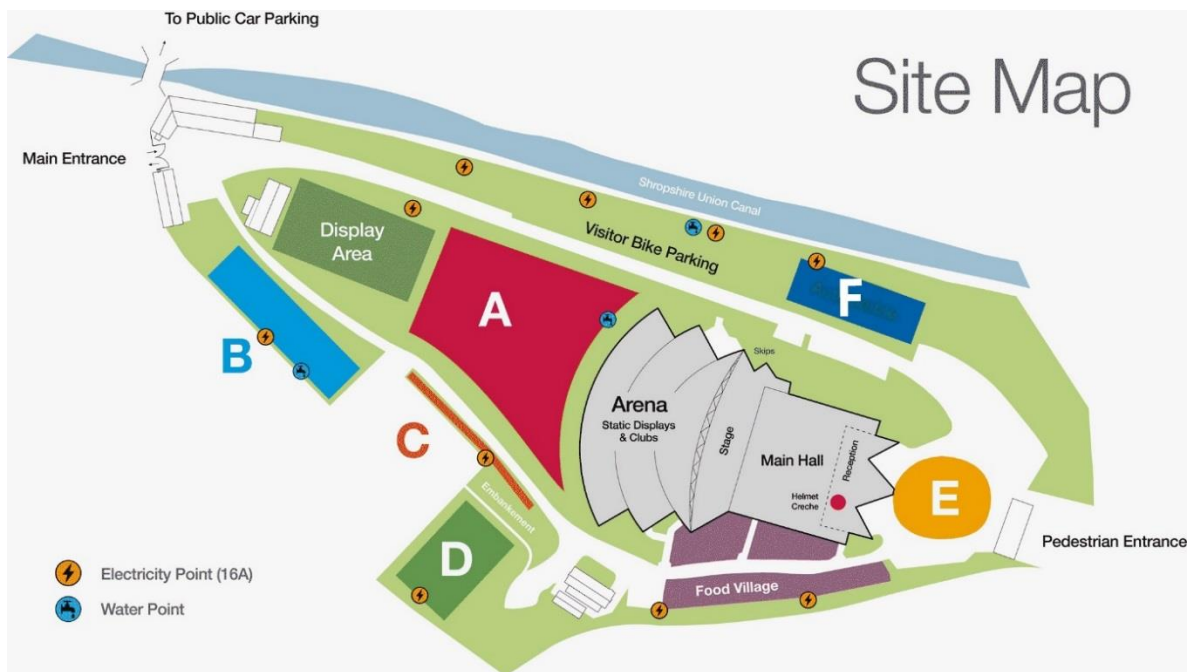 To Public Car Parking
Site Map
Main Entrance
Shropshire Union Canal
Display
Area
Visitor Bike Parking
A
F
B
Skips
Arena
Static Displays
& Clubs
Stage
C
Main Hall
Reception
Helmet
Creche
E
Embankement
D
Pedestrian Entrance
Electricity Point (16A)
Food Village
Water Point